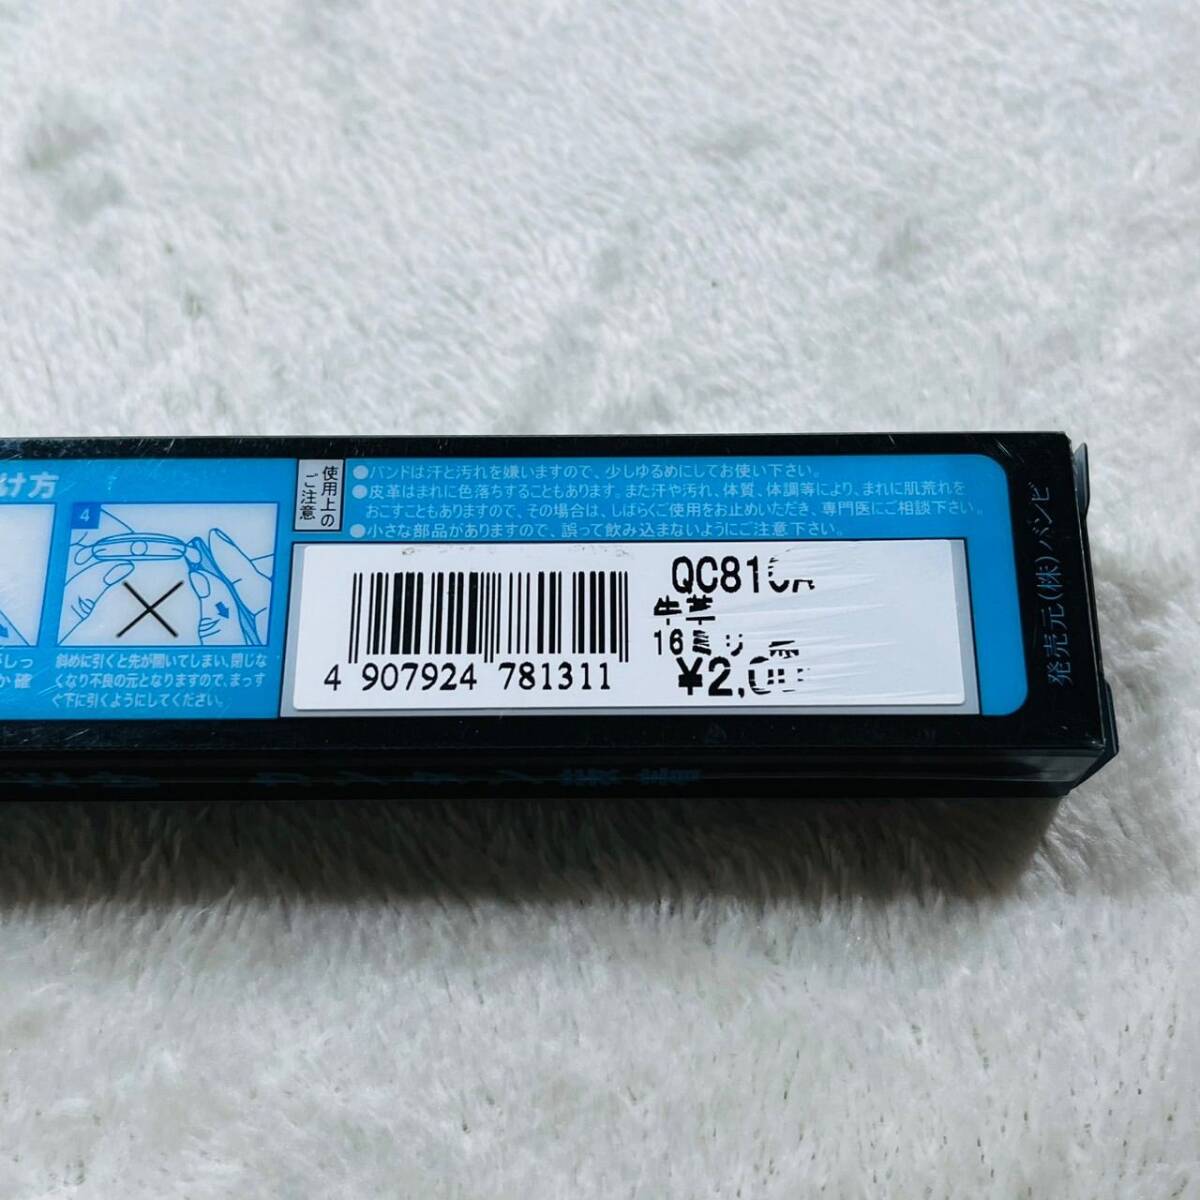 け方
4
斜めに引くと先が開いてしまい、閉じな
くなり不良の元となりますので、まっす
ぐ下に引くようにしてください。
使用上の
ご注意
●バンドは汗と汚れを嫌いますので、少しゆるめにしてお使い下さい。
●皮革はまれに色落ちすることもあります。また汗や汚れ、体質、体調等により、まれに肌荒れを
おこすこともありますので、その場合は、しばらくご使用をお止めいただき、専門医にご相談下さい。
●小さな部品がありますので、誤って飲み込まないようにご注意下さい。
4 907924 781311
QC810A
牛革
16
¥2,00
発売元(株)バンビ